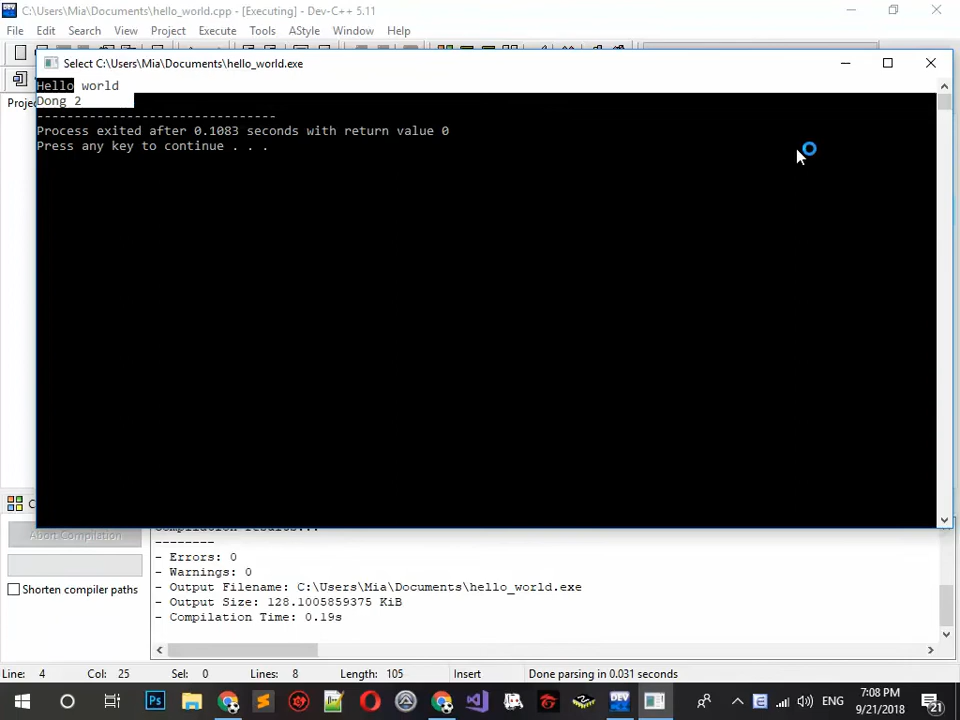 C:\Users\Mia\Documents\hello_world.cpp - [Executing] - Dev-C++ 5.11
File Edit Search View Project Execute Tools AStyle Window Help
Select C:\Users\Mia\Documents\hello_world.exe
Hello world
Dong 2
--------------------------------
Process exited after 0.1083 seconds with return value 0
Press any key to continue . . .
Abort Compilation
Shorten compiler paths
Compilation results...
--------
- Errors: 0
- Warnings: 0
- Output Filename: C:\Users\Mia\Documents\hello_world.exe
- Output Size: 128.1005859375 KiB
- Compilation Time: 0.19s
Line: 4 Col: 25 Sel: 0 Lines: 8 Length: 105 Insert Done parsing in 0.031 seconds
ENG
7:08 PM
9/21/2018
21